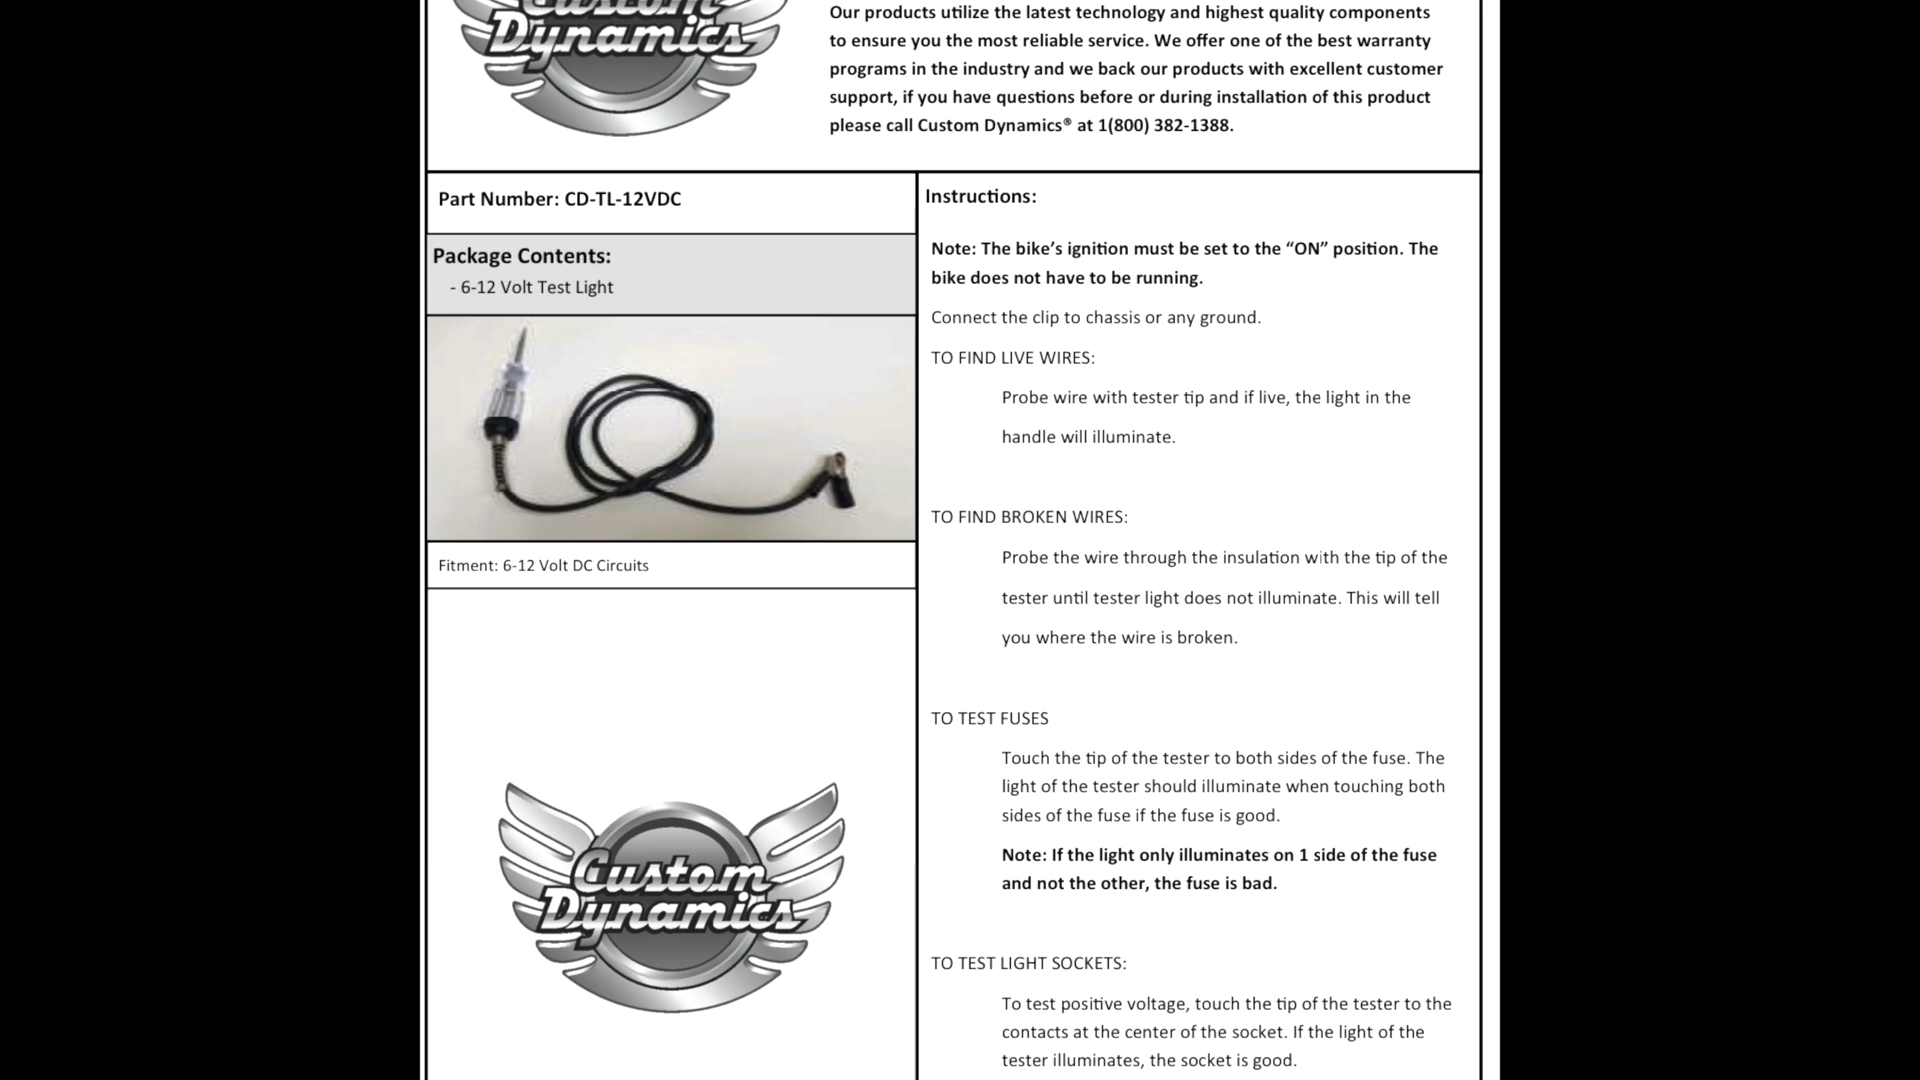 Custom
Dynamics
Our products utilize the latest technology and highest quality components
to ensure you the most reliable service. We offer one of the best warranty
programs in the industry and we back our products with excellent customer
support, if you have questions before or during installation of this product
please call Custom Dynamics® at 1(800) 382-1388.
Part Number: CD-TL-12VDC
Package Contents:
- 6-12 Volt Test Light
Fitment: 6-12 Volt DC Circuits
Custom
Dynamics
Instructions:
Note: The bike’s ignition must be set to the “ON” position. The
bike does not have to be running.
Connect the clip to chassis or any ground.
TO FIND LIVE WIRES:
Probe wire with tester tip and if live, the light in the
handle will illuminate.
TO FIND BROKEN WIRES:
Probe the wire through the insulation with the tip of the
tester until tester light does not illuminate. This will tell
you where the wire is broken.
TO TEST FUSES
Touch the tip of the tester to both sides of the fuse. The
light of the tester should illuminate when touching both
sides of the fuse if the fuse is good.
Note: If the light only illuminates on 1 side of the fuse
and not the other, the fuse is bad.
TO TEST LIGHT SOCKETS:
To test positive voltage, touch the tip of the tester to the
contacts at the center of the socket. If the light of the
tester illuminates, the socket is good.